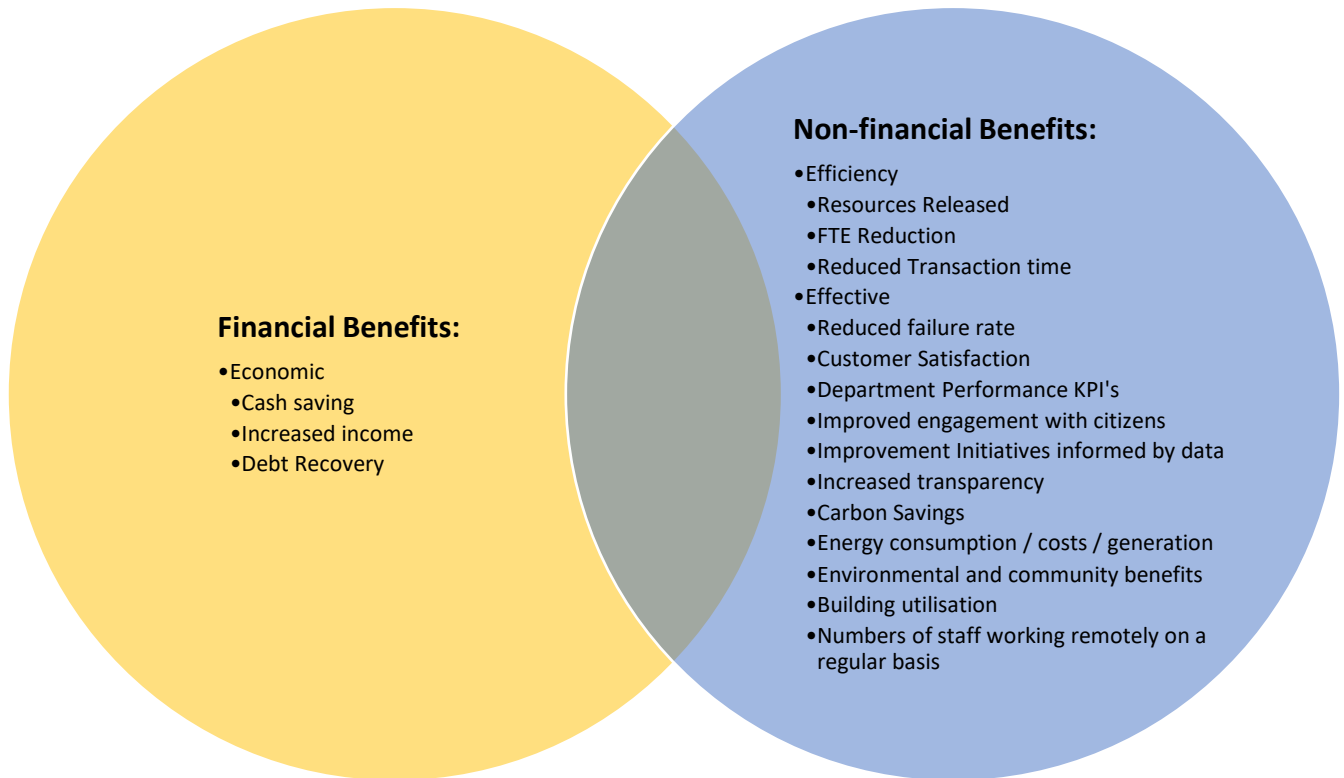 Financial Benefits:
•Economic
•Cash saving
•Increased income
•Debt Recovery
Non-financial Benefits:
•Efficiency
•Resources Released
•FTE Reduction
•Reduced Transaction time
•Effective
•Reduced failure rate
•Customer Satisfaction
•Department Performance KPI's
•Improved engagement with citizens
•Improvement Initiatives informed by data
•Increased transparency
•Carbon Savings
•Energy consumption / costs / generation
•Environmental and community benefits
•Building utilisation
•Numbers of staff working remotely on a
regular basis